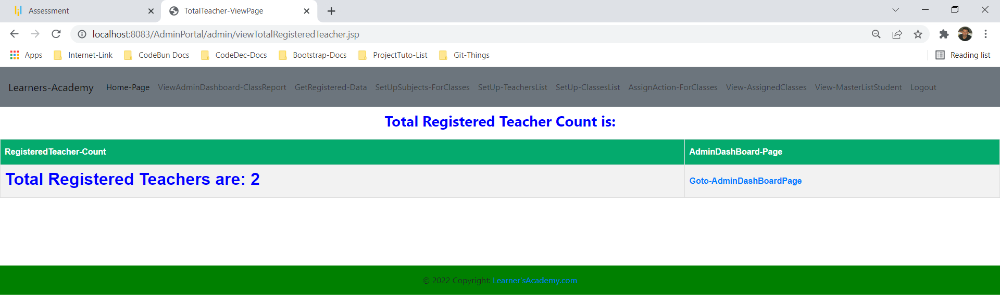 Assessment
TotalTeacher-ViewPage
localhost:8083/AdminPortal/admin/viewTotalRegisteredTeacher.jsp
Apps Internet-Link CodeBun Docs CodeDec-Docs Bootstrap-Docs ProjectTuto-List Git-Things Reading list
Learners-Academy Home-Page ViewAdminDashboard-ClassReport GetRegistered-Data SetUpSubjects-ForClasses SetUp-TeachersList SetUp-ClassesList AssignAction-ForClasses View-AssignedClasses View-MasterListStudent Logout
Total Registered Teacher Count is:
RegisteredTeacher-Count AdminDashBoard-Page
Total Registered Teachers are: 2 Goto-AdminDashBoardPage
© 2022 Copyright: Learner'sAcademy.com